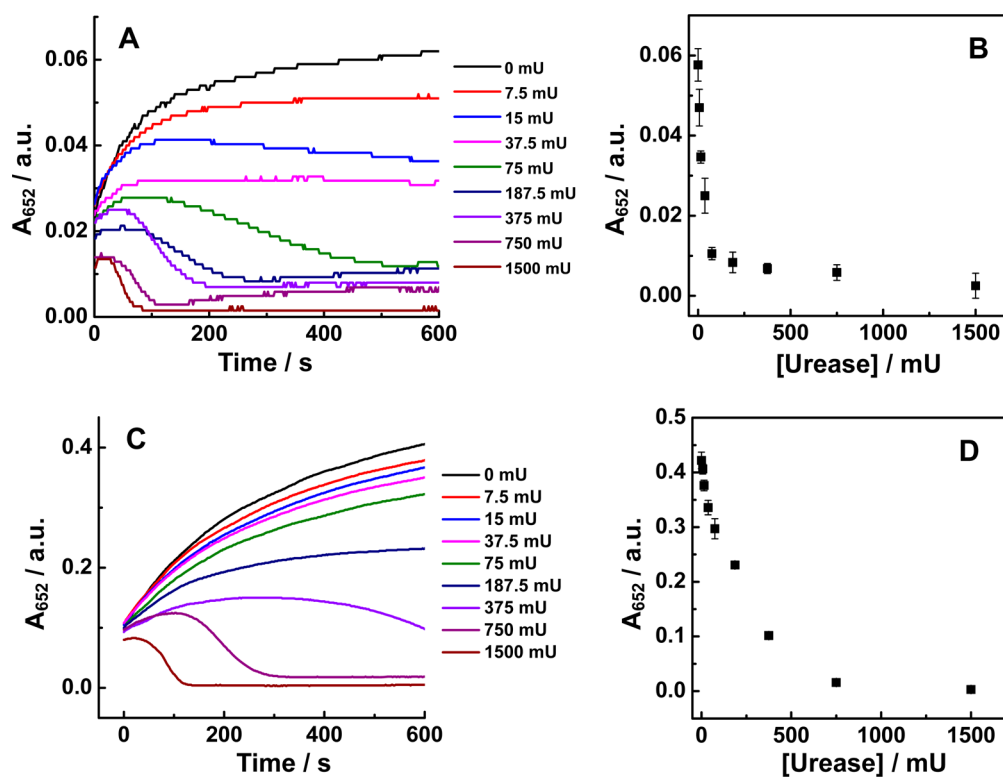 A
A652 / a.u.
0.06
0.04
0.02
0.00
0
200
400
600
Time / s
0 mU
7.5 mU
15 mU
37.5 mU
75 mU
187.5 mU
375 mU
750 mU
1500 mU
B
A652 / a.u.
0.06
0.04
0.02
0.00
0
500
1000
1500
[Urease] / mU
C
A652 / a.u.
0.4
0.2
0.0
0
200
400
600
Time / s
0 mU
7.5 mU
15 mU
37.5 mU
75 mU
187.5 mU
375 mU
750 mU
1500 mU
D
A652 / a.u.
0.5
0.4
0.3
0.2
0.1
0.0
0
500
1000
1500
[Urease] / mU